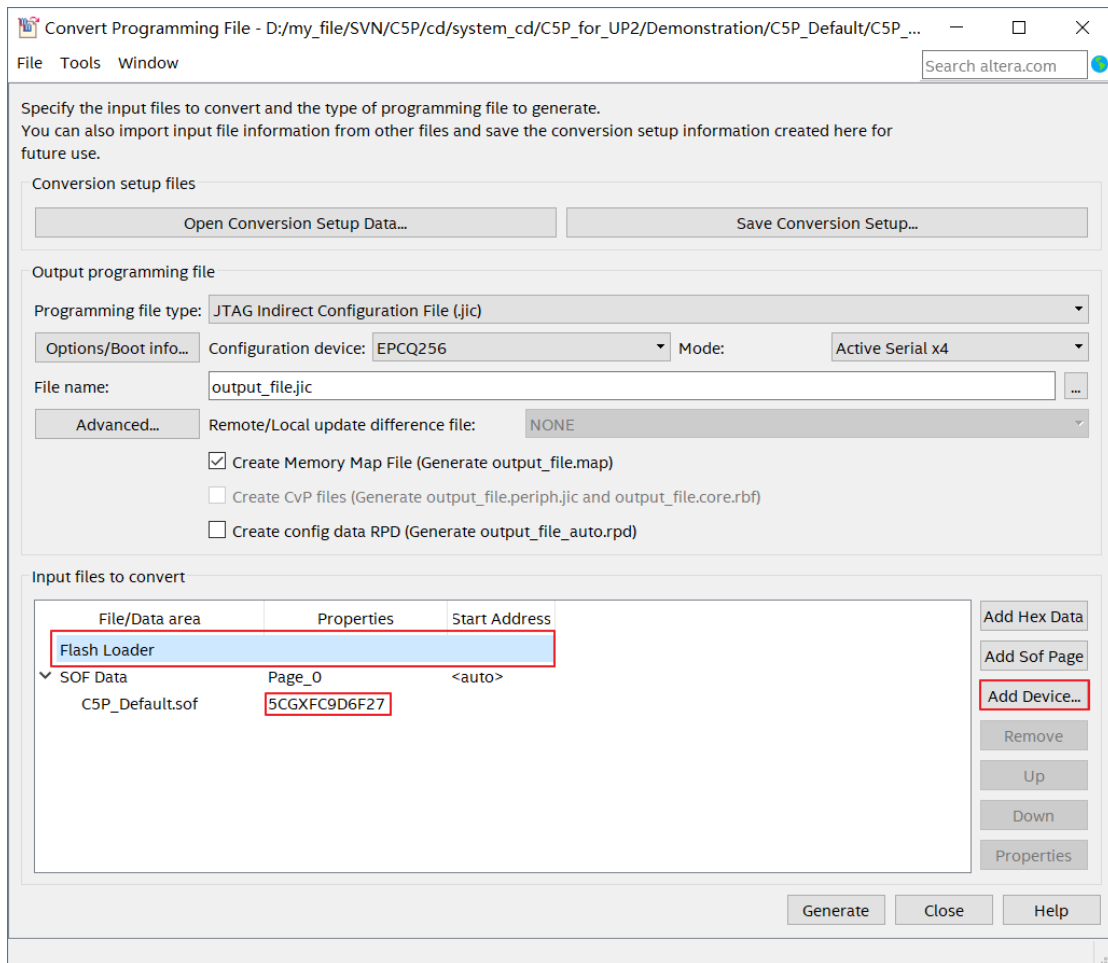 Convert Programming File - D:/my_file/SVN/C5P/cd/system_cd/C5P_for_UP2/Demonstration/C5P_Default/C5P_...
File Tools Window
Search altera.com
Specify the input files to convert and the type of programming file to generate.
You can also import input file information from other files and save the conversion setup information created here for
future use.
Conversion setup files
Open Conversion Setup Data...
Save Conversion Setup...
Output programming file
Programming file type: JTAG Indirect Configuration File (.jic)
Options/Boot info... Configuration device: EPCQ256 Mode: Active Serial x4
File name: output_file.jic ...
Advanced... Remote/Local update difference file: NONE
Create Memory Map File (Generate output_file.map)
Create CvP files (Generate output_file.periph.jic and output_file.core.rbf)
Create config data RPD (Generate output_file_auto.rpd)
Input files to convert
File/Data area Properties Start Address
Flash Loader
SOF Data Page_0 <auto>
C5P_Default.sof 5CGXFC9D6F27
Add Hex Data
Add Sof Page
Add Device...
Remove
Up
Down
Properties
Generate Close Help